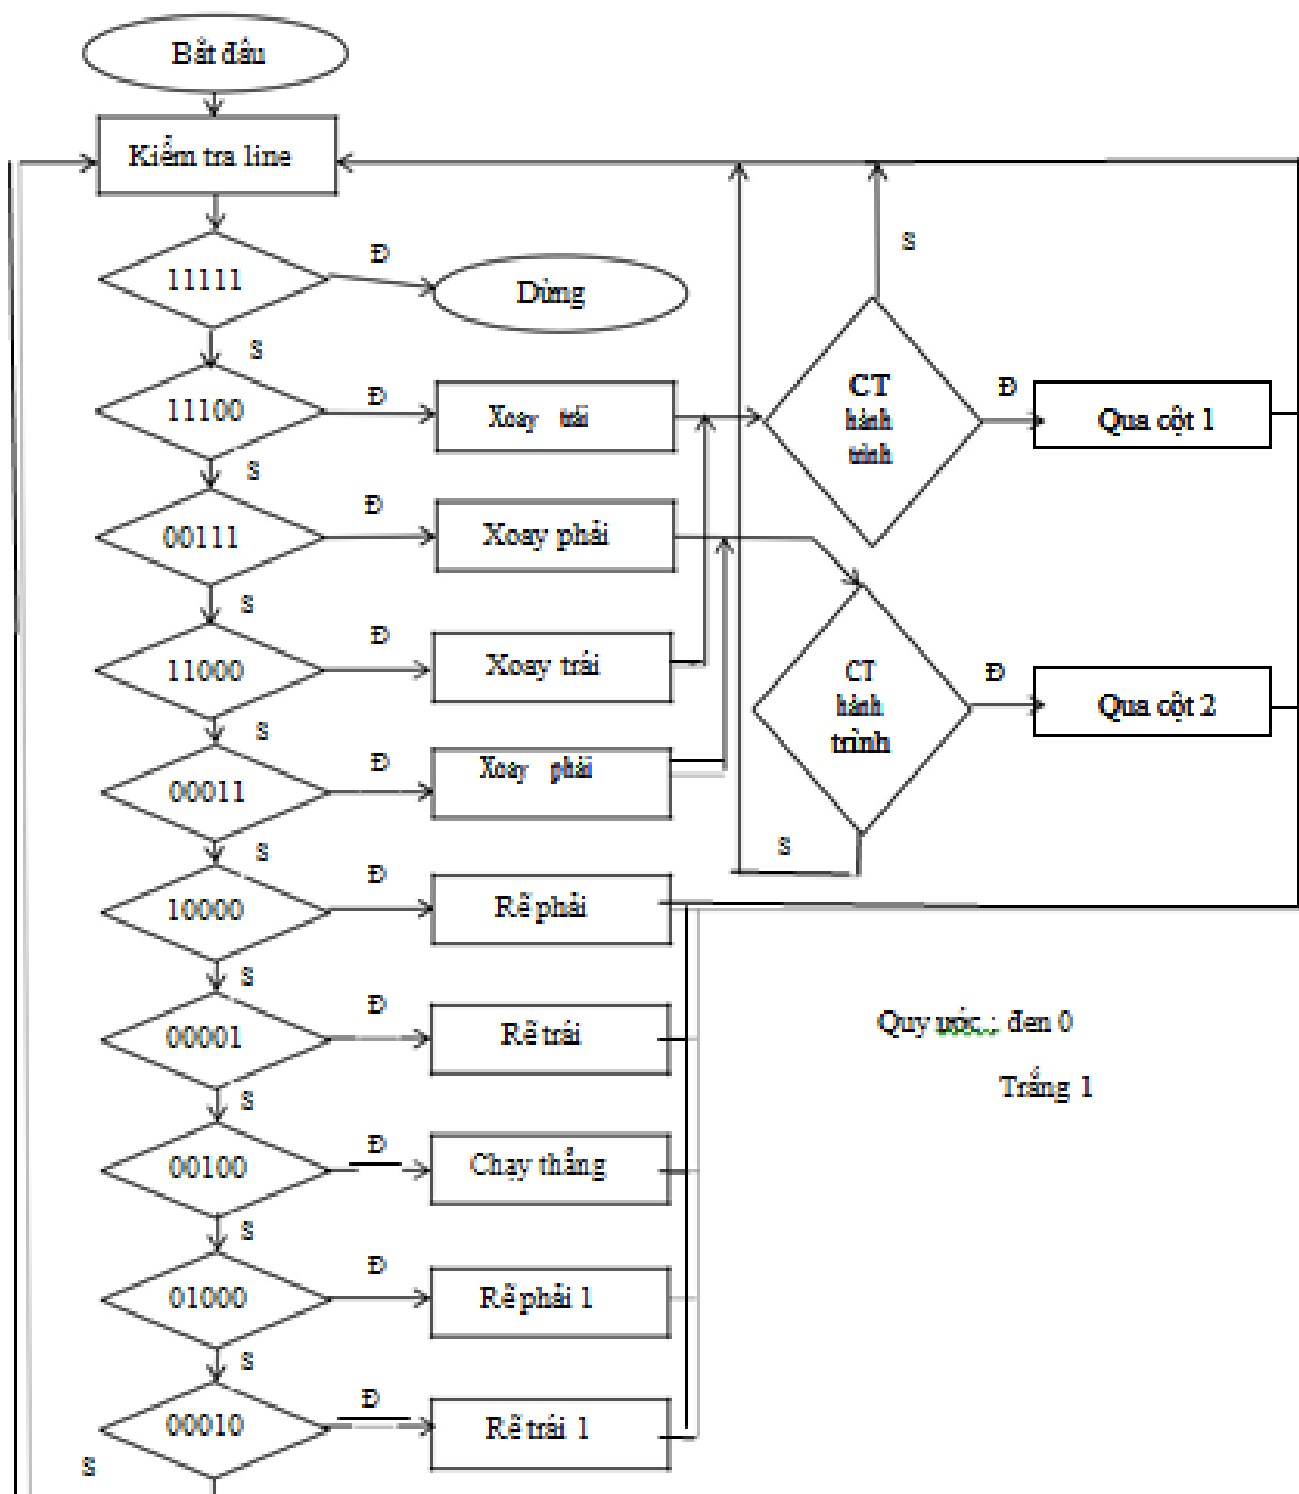 Bắt đầu
Kiểm tra line
11111
Đ
Dừng
S
S
11100
Đ
Xoay trái
CT
hành
trình
Đ
Qua cột 1
S
00111
Đ
Xoay phải
S
11000
Đ
Xoay trái
CT
hành
trình
Đ
Qua cột 2
S
00011
Đ
Xoay phải
S
S
10000
Đ
Rẽ phải
S
00001
Đ
Rẽ trái
Quy ước : đen 0
Trắng 1
S
00100
Đ
Chạy thẳng
S
01000
Đ
Rẽ phải 1
S
00010
Đ
Rẽ trái 1
S